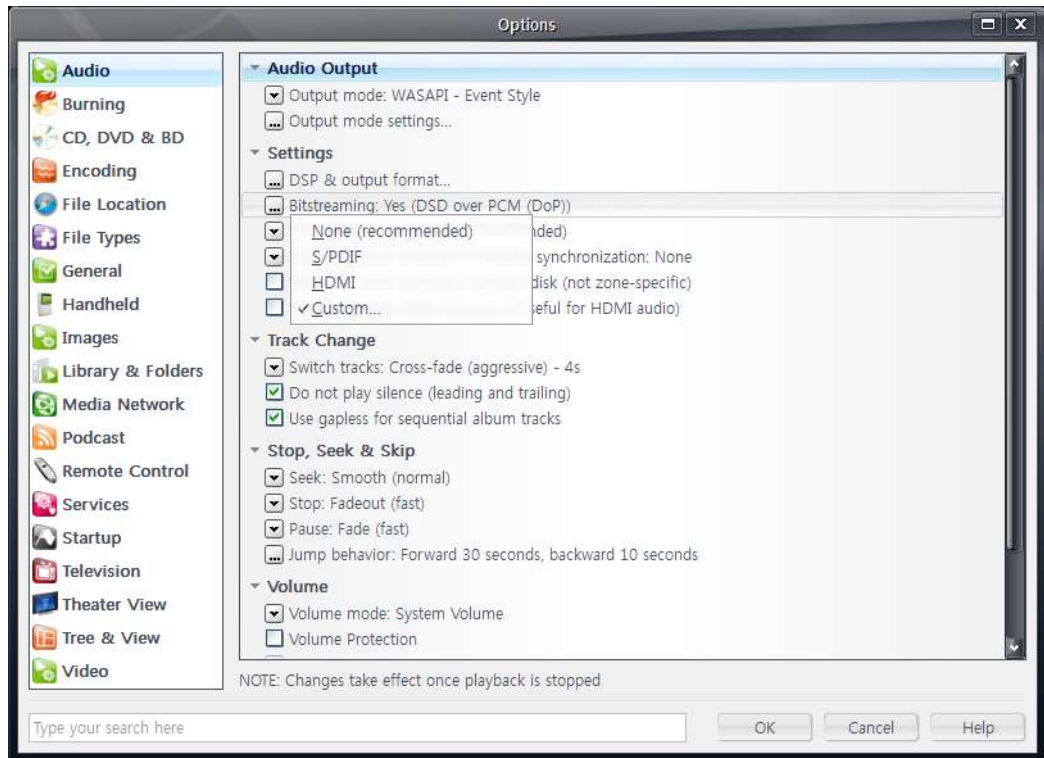 Options
Audio
Burning
CD, DVD & BD
Encoding
File Location
File Types
General
Handheld
Images
Library & Folders
Media Network
Podcast
Remote Control
Services
Startup
Television
Theater View
Tree & View
Video
Audio Output
Output mode: WASAPI - Event Style
Output mode settings...
Settings
DSP & output format...
Bitstreaming: Yes (DSD over PCM (DoP))
None (recommended)
S/PDIF
HDMI
Custom...
nded)
synchronization: None
disk (not zone-specific)
seful for HDMI audio)
Track Change
Switch tracks: Cross-fade (aggressive) - 4s
Do not play silence (leading and trailing)
Use gapless for sequential album tracks
Stop, Seek & Skip
Seek: Smooth (normal)
Stop: Fadeout (fast)
Pause: Fade (fast)
Jump behavior: Forward 30 seconds, backward 10 seconds
Volume
Volume mode: System Volume
Volume Protection
NOTE: Changes take effect once playback is stopped
Type your search here
OK
Cancel
Help